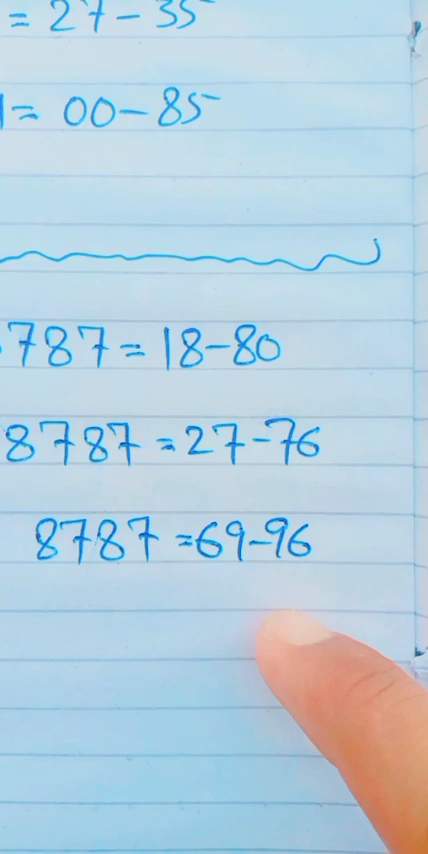 = 27-35
= 00-85
787 = 18-80
8787 = 27-76
8787 = 69-96